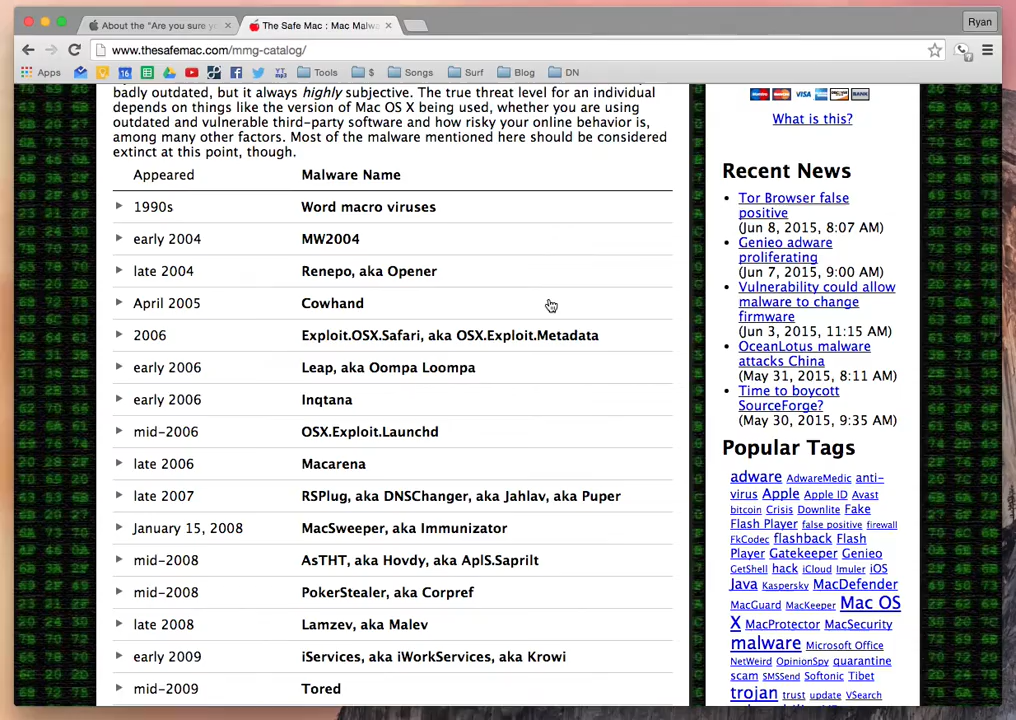 About the "Are you sure yo
The Safe Mac : Mac Malwa
Ryan
www.thesafemac.com/mmg-catalog/
Apps
16
YT
mp3
Tools
$
Songs
Surf
Blog
DN
badly outdated, but it always highly subjective. The true threat level for an individual
depends on things like the version of Mac OS X being used, whether you are using
outdated and vulnerable third-party software and how risky your online behavior is,
among many other factors. Most of the malware mentioned here should be considered
extinct at this point, though.
Appeared Malware Name
1990s Word macro viruses
early 2004 MW2004
late 2004 Renepo, aka Opener
April 2005 Cowhand
2006 Exploit.OSX.Safari, aka OSX.Exploit.Metadata
early 2006 Leap, aka Oompa Loompa
early 2006 Inqtana
mid-2006 OSX.Exploit.Launchd
late 2006 Macarena
late 2007 RSPlug, aka DNSChanger, aka Jahlav, aka Puper
January 15, 2008 MacSweeper, aka Immunizator
mid-2008 AsTHT, aka Hovdy, aka AplS.Saprilt
mid-2008 PokerStealer, aka Corpref
late 2008 Lamzev, aka Malev
early 2009 iServices, aka iWorkServices, aka Krowi
mid-2009 Tored
VISA
BANK
What is this?
Recent News
Tor Browser false
positive
(Jun 8, 2015, 8:07 AM)
Genieo adware
proliferating
(Jun 7, 2015, 9:00 AM)
Vulnerability could allow
malware to change
firmware
(Jun 3, 2015, 11:15 AM)
OceanLotus malware
attacks China
(May 31, 2015, 8:11 AM)
Time to boycott
SourceForge?
(May 30, 2015, 9:35 AM)
Popular Tags
adware AdwareMedic anti-
virus Apple Apple ID Avast
bitcoin Crisis Downlite Fake
Flash Player false positive firewall
FkCodec flashback Flash
Player Gatekeeper Genieo
GetShell hack iCloud Imuler iOS
Java Kaspersky MacDefender
MacGuard MacKeeper Mac OS
X MacProtector MacSecurity
malware Microsoft Office
NetWeird OpinionSpy quarantine
scam SMSSend Softonic Tibet
trojan trust update VSearch